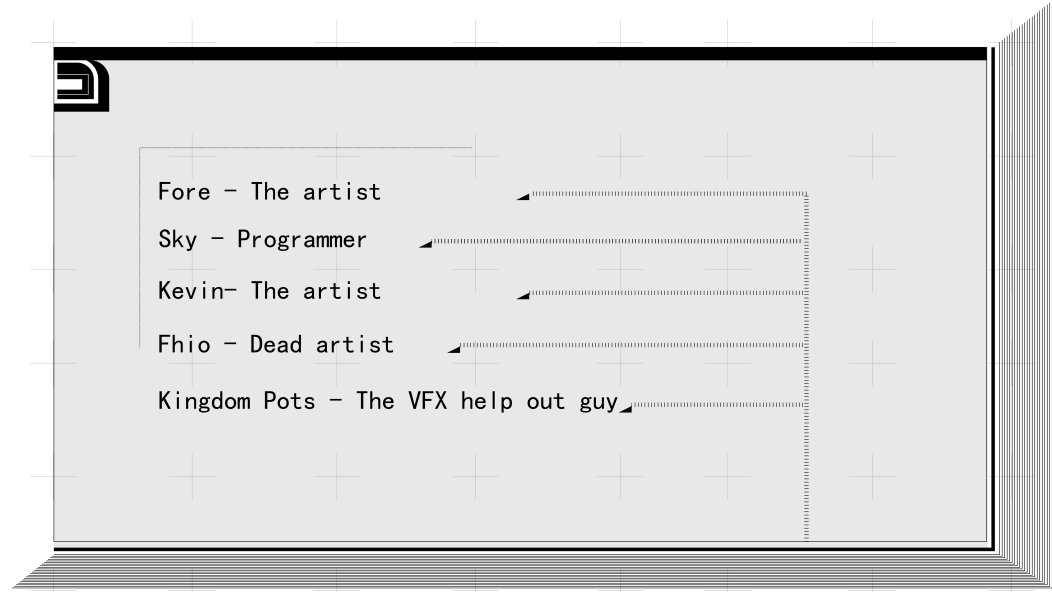 Fore - The artist
Sky - Programmer
Kevin- The artist
Fhio - Dead artist
Kingdom Pots - The VFX help out guy